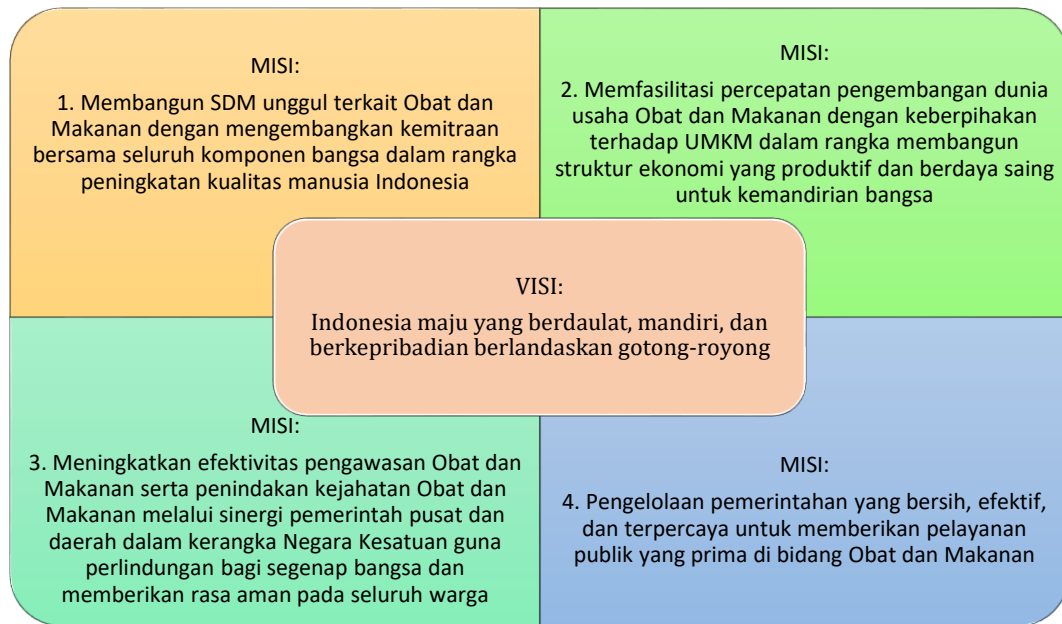 MISI:
1. Membangun SDM unggul terkait Obat dan
Makanan dengan mengembangkan kemitraan
bersama seluruh komponen bangsa dalam rangka
peningkatan kualitas manusia Indonesia
MISI:
2. Memfasilitasi percepatan pengembangan dunia
usaha Obat dan Makanan dengan keberpihakan
terhadap UMKM dalam rangka membangun
struktur ekonomi yang produktif dan berdaya saing
untuk kemandirian bangsa
VISI:
Indonesia maju yang berdaulat, mandiri, dan
berkepribadian berlandaskan gotong-royong
MISI:
3. Meningkatkan efektivitas pengawasan Obat dan
Makanan serta penindakan kejahatan Obat dan
Makanan melalui sinergi pemerintah pusat dan
daerah dalam kerangka Negara Kesatuan guna
perlindungan bagi segenap bangsa dan
memberikan rasa aman pada seluruh warga
MISI:
4. Pengelolaan pemerintahan yang bersih, efektif,
dan terpercaya untuk memberikan pelayanan
publik yang prima di bidang Obat dan Makanan